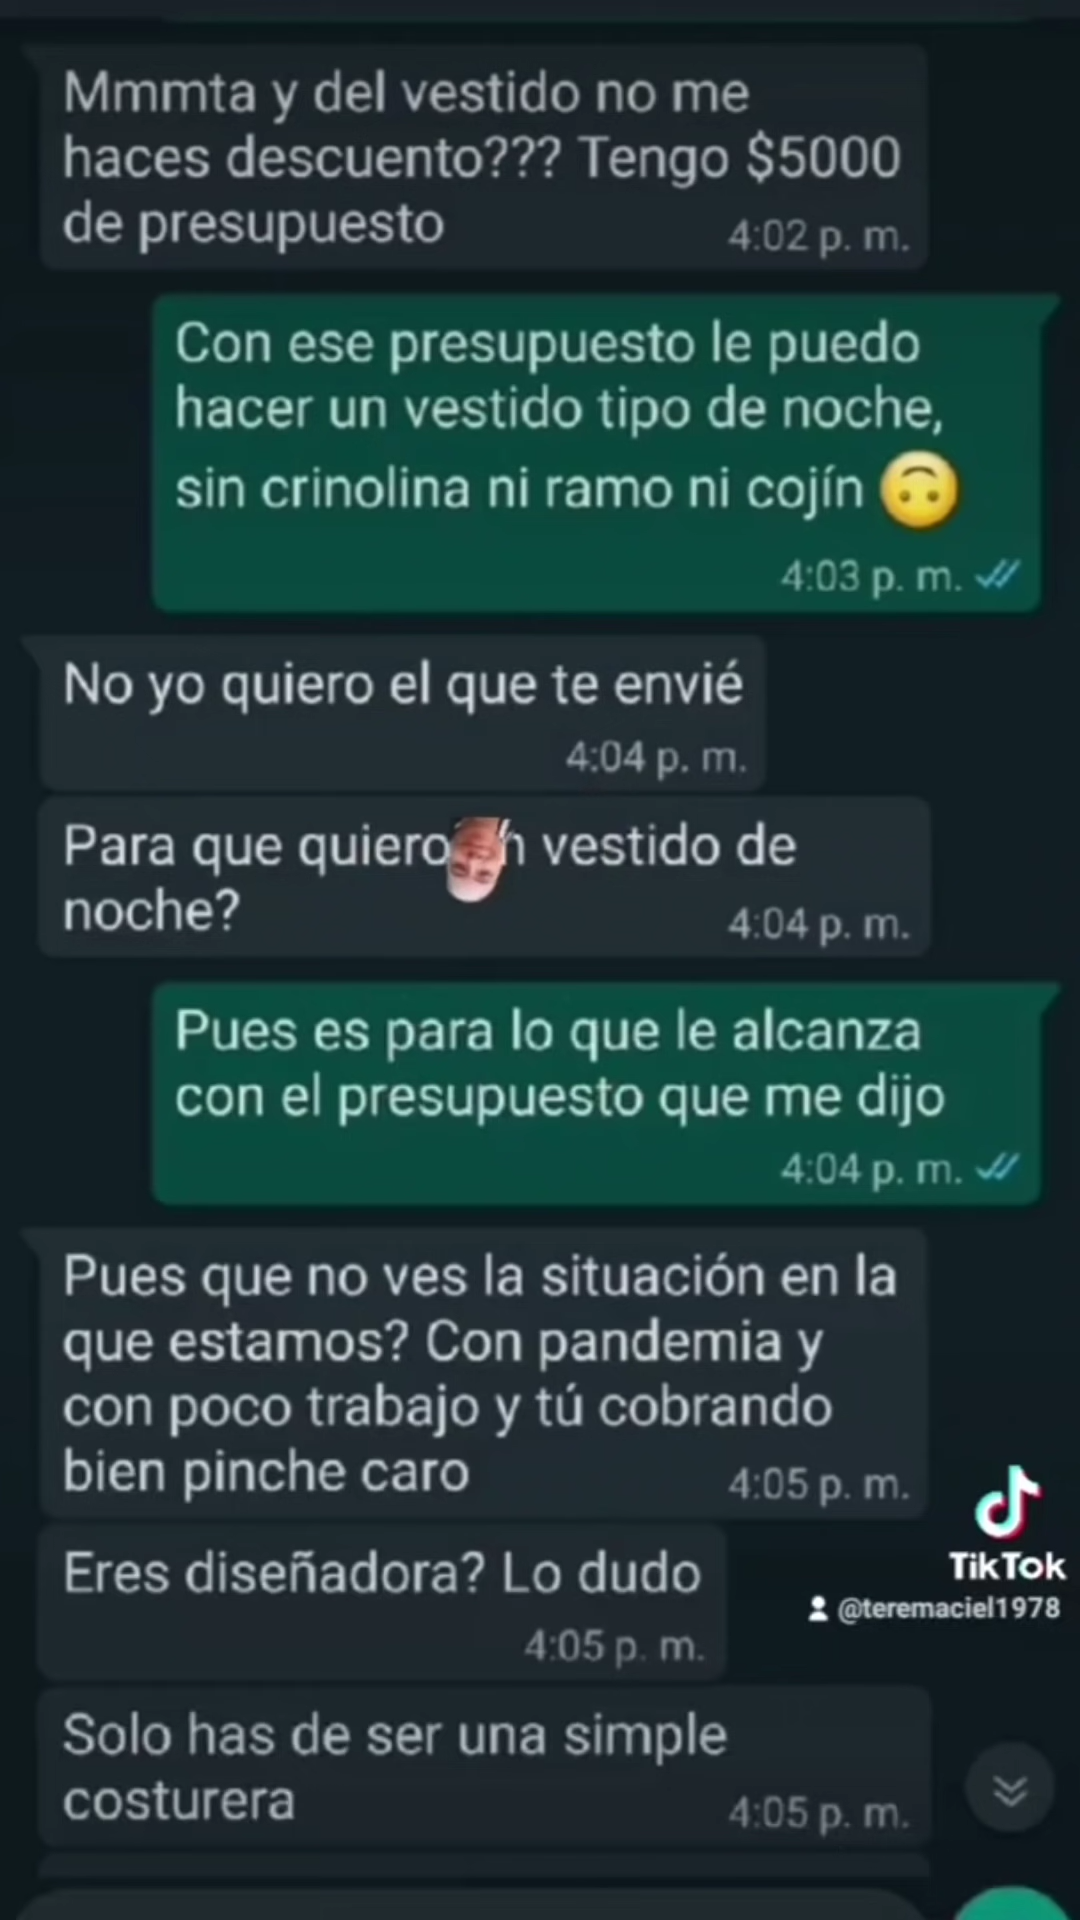 Mmmta y del vestido no me
haces descuento??? Tengo $5000
de presupuesto
4:02 p. m.
Con ese presupuesto le puedo
hacer un vestido tipo de noche,
sin crinolina ni ramo ni cojín 🙃
4:03 p. m.
No yo quiero el que te envié
4:04 p. m.
Para que quiero vestido de
noche?
4:04 p. m.
Pues es para lo que le alcanza
con el presupuesto que me dijo
4:04 p. m.
Pues que no ves la situación en la
que estamos? Con pandemia y
con poco trabajo y tú cobrando
bien pinche caro
4:05 p. m.
Eres diseñadora? Lo dudo
4:05 p. m.
TikTok
@teremaciel1978
Solo has de ser una simple
costurera
4:05 p. m.